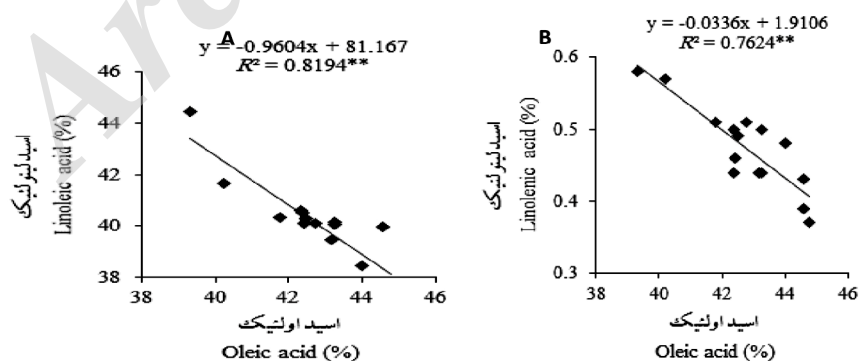 A
y = -0.9604x + 81.167
R² = 0.8194**
46
44
42
40
38
40
42
44
46
اسید لینولئیک
Linoleic acid (%)
اسید اولئیک
Oleic acid (%)
B
y = -0.0336x + 1.9106
R² = 0.7624**
0.6
0.5
0.4
0.3
38
40
42
44
46
اسید لینولنیک
Linolenic acid (%)
اسید اولئیک
Oleic acid (%)